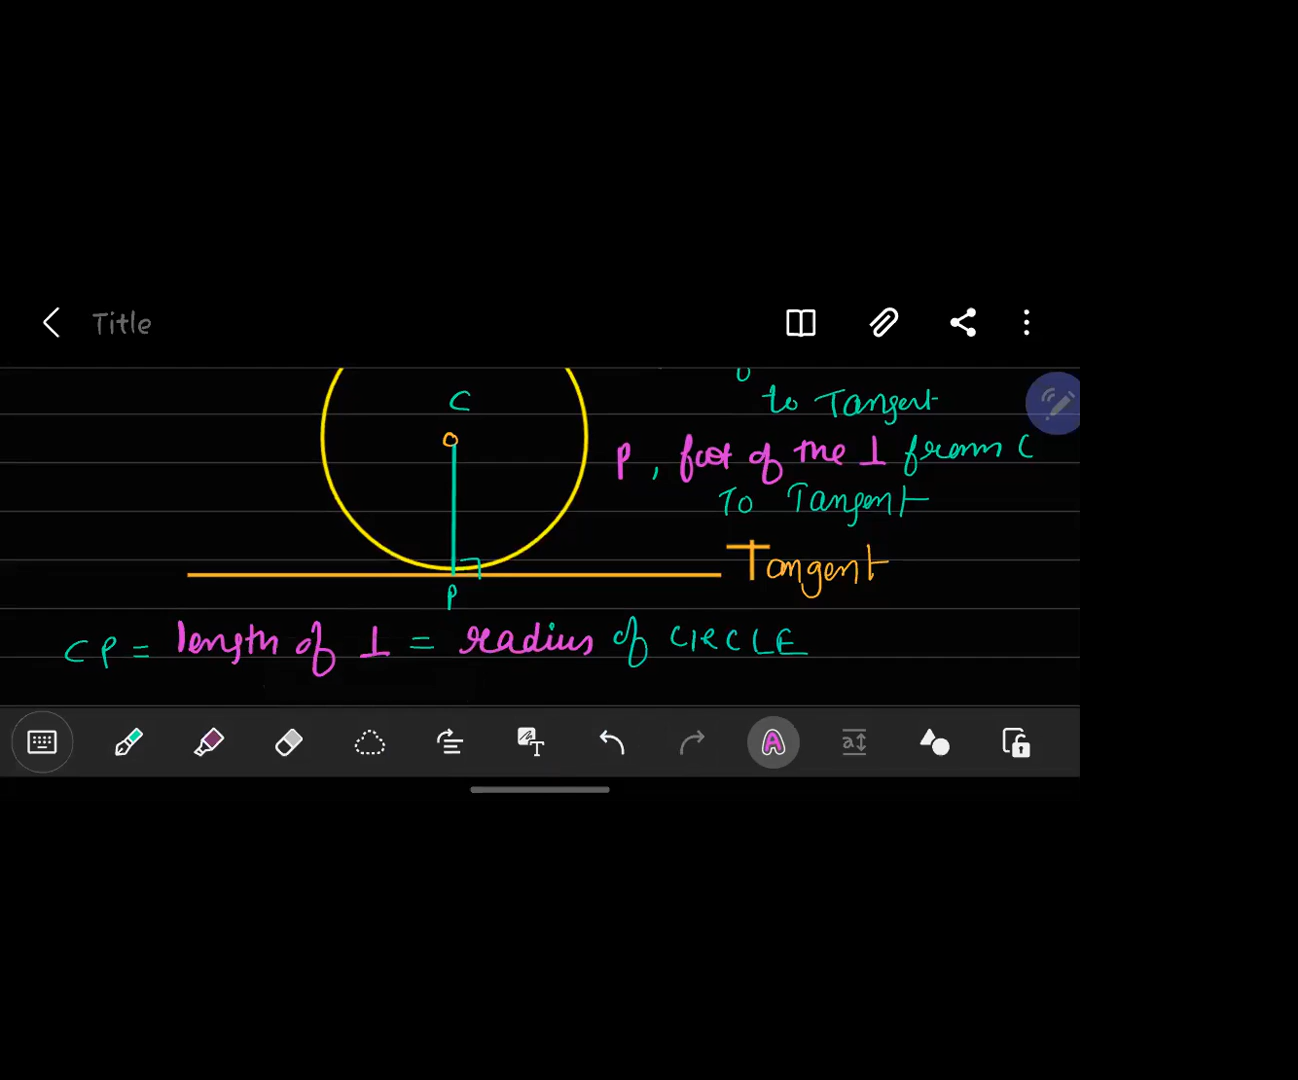 Title
C
to Tangent
P, foot of the ⊥ from C
To Tangent
Tangent
P
CP = length of ⊥ = radius of CIRCLE